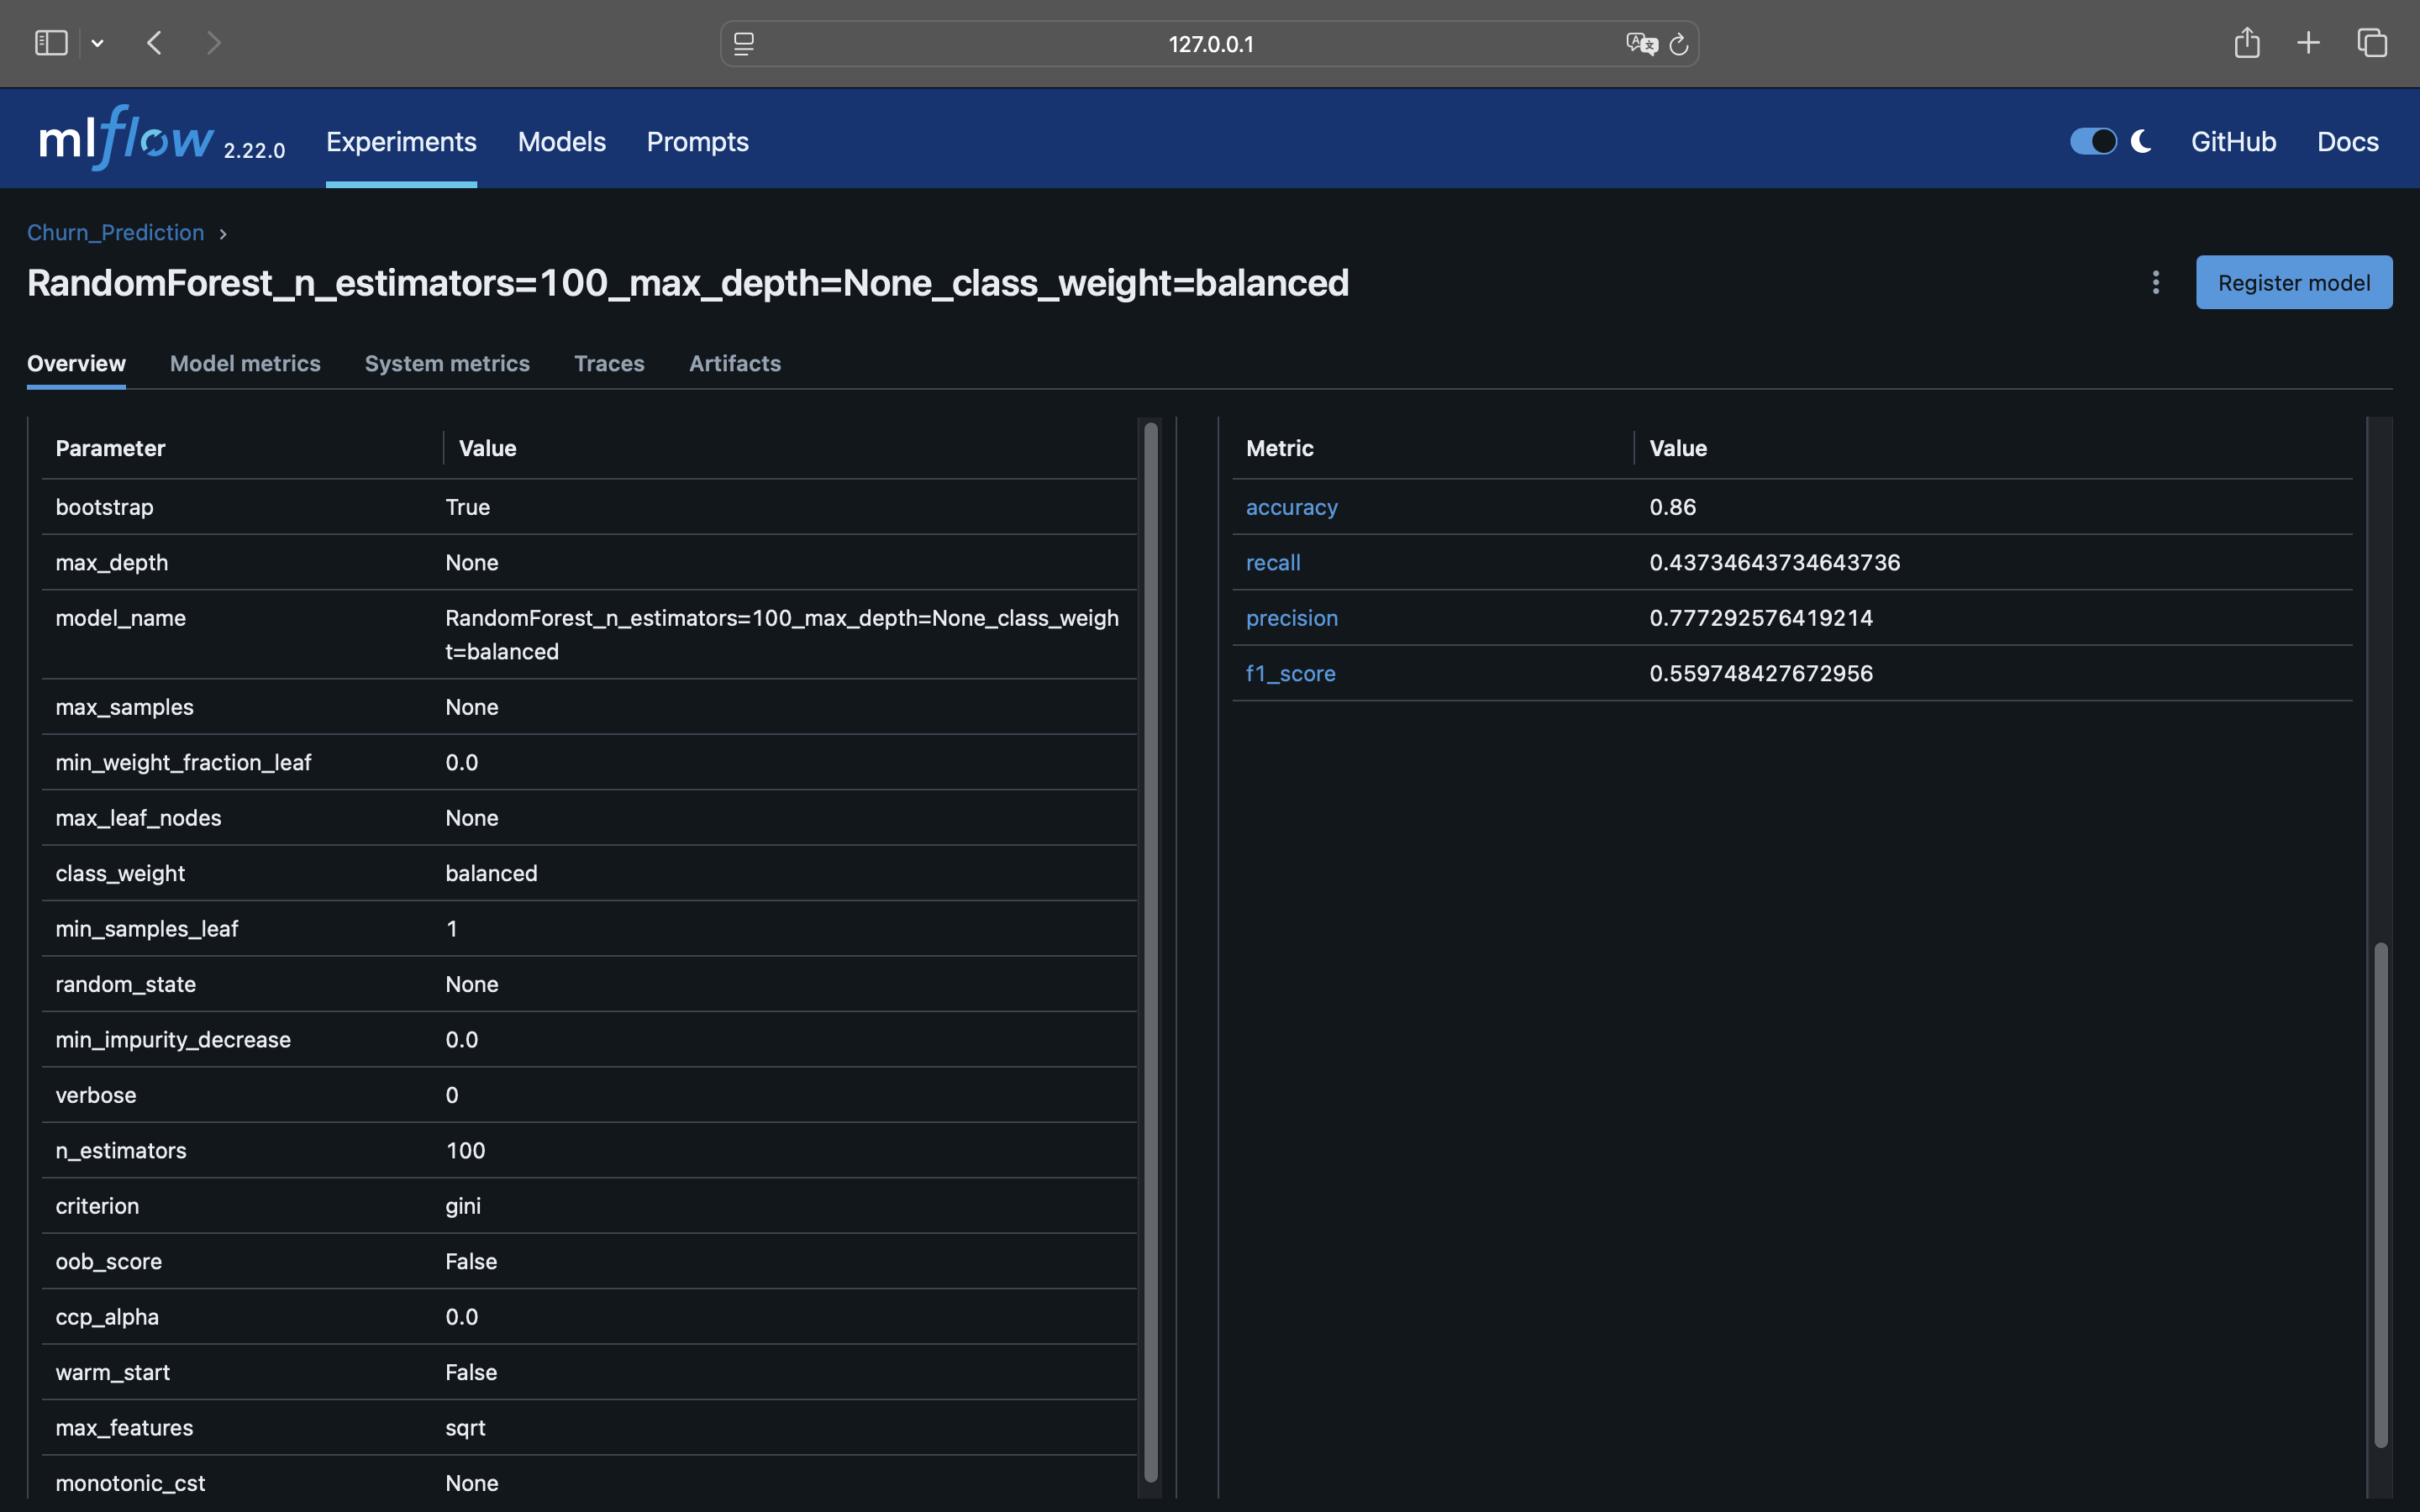 127.0.0.1
mlflow 2.22.0 Experiments Models Prompts GitHub Docs
Churn_Prediction ›
RandomForest_n_estimators=100_max_depth=None_class_weight=balanced
Register model
Overview Model metrics System metrics Traces Artifacts
Parameter Value
bootstrap True
max_depth None
model_name RandomForest_n_estimators=100_max_depth=None_class_weigh
t=balanced
max_samples None
min_weight_fraction_leaf 0.0
max_leaf_nodes None
class_weight balanced
min_samples_leaf 1
random_state None
min_impurity_decrease 0.0
verbose 0
n_estimators 100
criterion gini
oob_score False
ccp_alpha 0.0
warm_start False
max_features sqrt
monotonic_cst None
Metric Value
accuracy 0.86
recall 0.43734643734643736
precision 0.777292576419214
f1_score 0.559748427672956